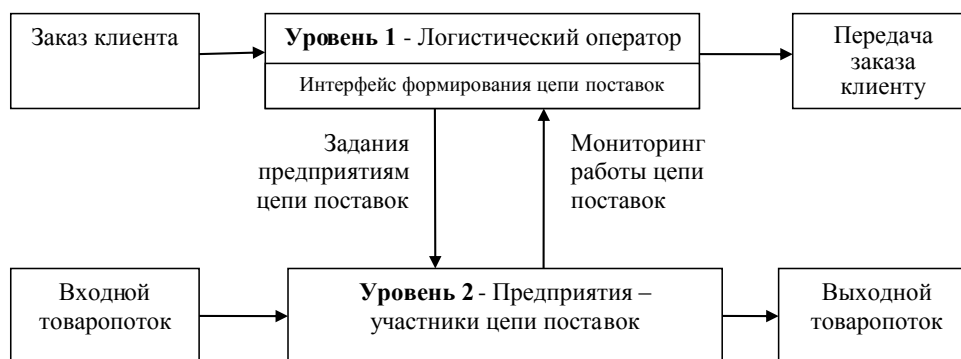 Заказ клиента
Уровень 1 - Логистический оператор
Интерфейс формирования цепи поставок
Передача
заказа
клиенту
Задания
предприятиям
цепи поставок
Мониторинг
работы цепи
поставок
Входной
товаропоток
Уровень 2 - Предприятия –
участники цепи поставок
Выходной
товаропоток